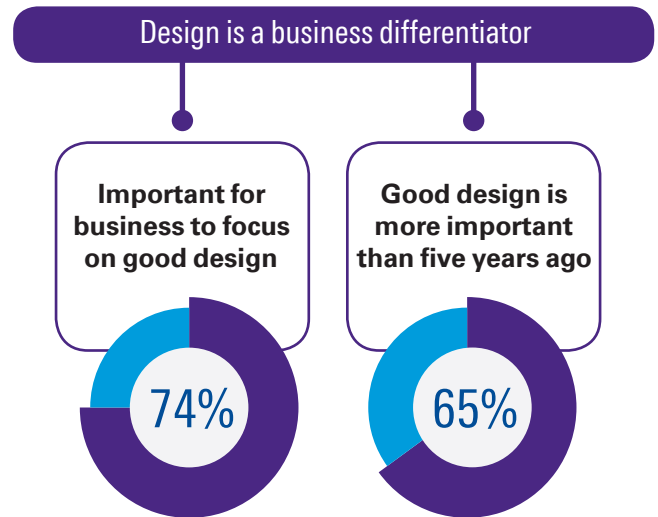 Design is a business differentiator
Important for
business to focus
on good design
74%
Good design is
more important
than five years ago
65%